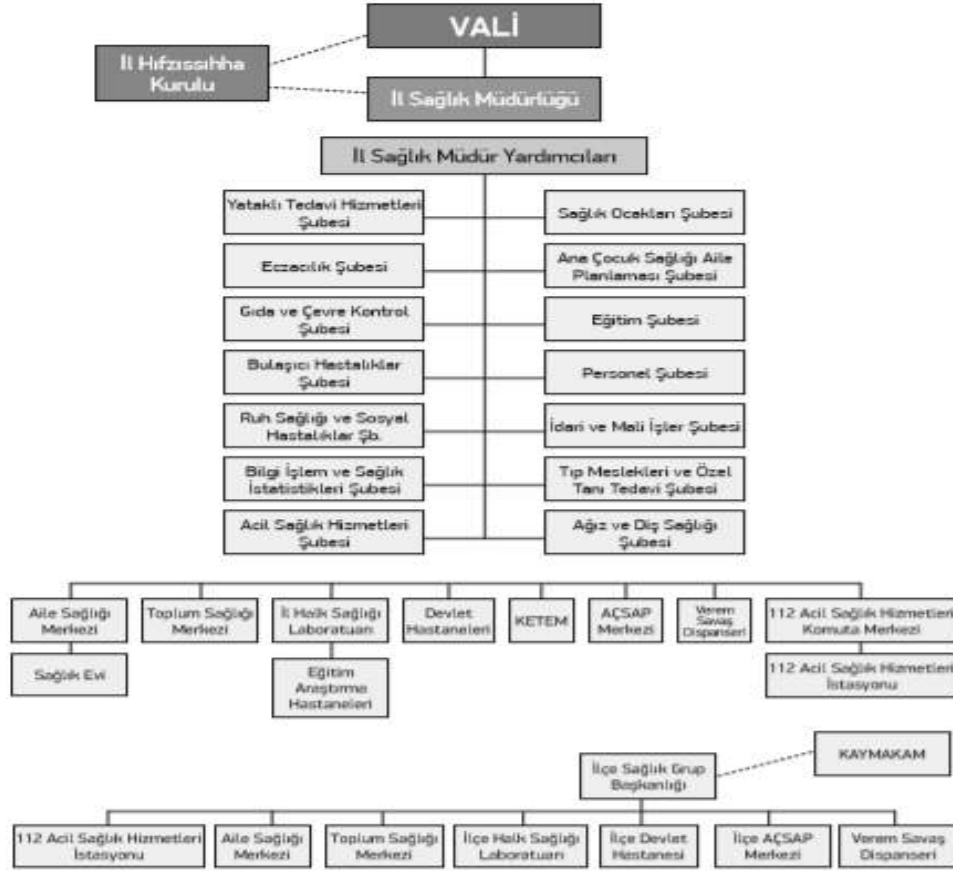 VALİ
İl Hıfzıssıhha
Kurulu
İl Sağlık Müdürlüğü
İl Sağlık Müdür Yardımcıları
Yataklı Tedavi Hizmetleri
Şubesi
Sağlık Ocakları Şubesi
Eczacılık Şubesi
Ana Çocuk Sağlığı Aile
Planlaması Şubesi
Gıda ve Çevre Kontrol
Şubesi
Eğitim Şubesi
Bulaşıcı Hastalıklar
Şubesi
Personel Şubesi
Ruh Sağlığı ve Sosyal
Hastalıklar Şb.
İdari ve Mali İşler Şubesi
Bilgi İşlem ve Sağlık
İstatistikleri Şubesi
Tıp Meslekleri ve Özel
Tanı Tedavi Şubesi
Acil Sağlık Hizmetleri
Şubesi
Ağız ve Diş Sağlığı
Şubesi
Aile Sağlığı
Merkezi
Toplum Sağlığı
Merkezi
İl Halk Sağlığı
Laboratuarı
Devlet
Hastaneleri
KETEM
AÇSAP
Merkezi
Verem
Savaş
Dispanseri
112 Acil Sağlık Hizmetleri
Komuta Merkezi
Sağlık Evi
Eğitim
Araştırma
Hastaneleri
112 Acil Sağlık Hizmetleri
İstasyonu
KAYMAKAM
İlçe Sağlık Grup
Başkanlığı
112 Acil Sağlık Hizmetleri
İstasyonu
Aile Sağlığı
Merkezi
Toplum Sağlığı
Merkezi
İlçe Halk Sağlığı
Laboratuarı
İlçe Devlet
Hastanesi
İlçe AÇSAP
Merkezi
Verem Savaş
Dispanseri